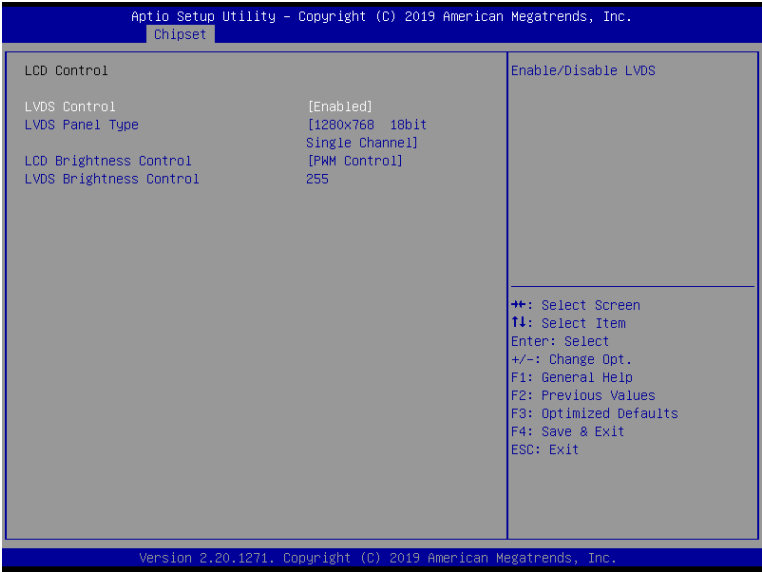 Aptio Setup Utility – Copyright (C) 2019 American Megatrends, Inc.
Chipset
LCD Control
LVDS Control [Enabled]
LVDS Panel Type [1280x768 18bit
Single Channel]
LCD Brightness Control [PWM Control]
LVDS Brightness Control 255
Enable/Disable LVDS
→←: Select Screen
↑↓: Select Item
Enter: Select
+/-: Change Opt.
F1: General Help
F2: Previous Values
F3: Optimized Defaults
F4: Save & Exit
ESC: Exit
Version 2.20.1271. Copyright (C) 2019 American Megatrends, Inc.